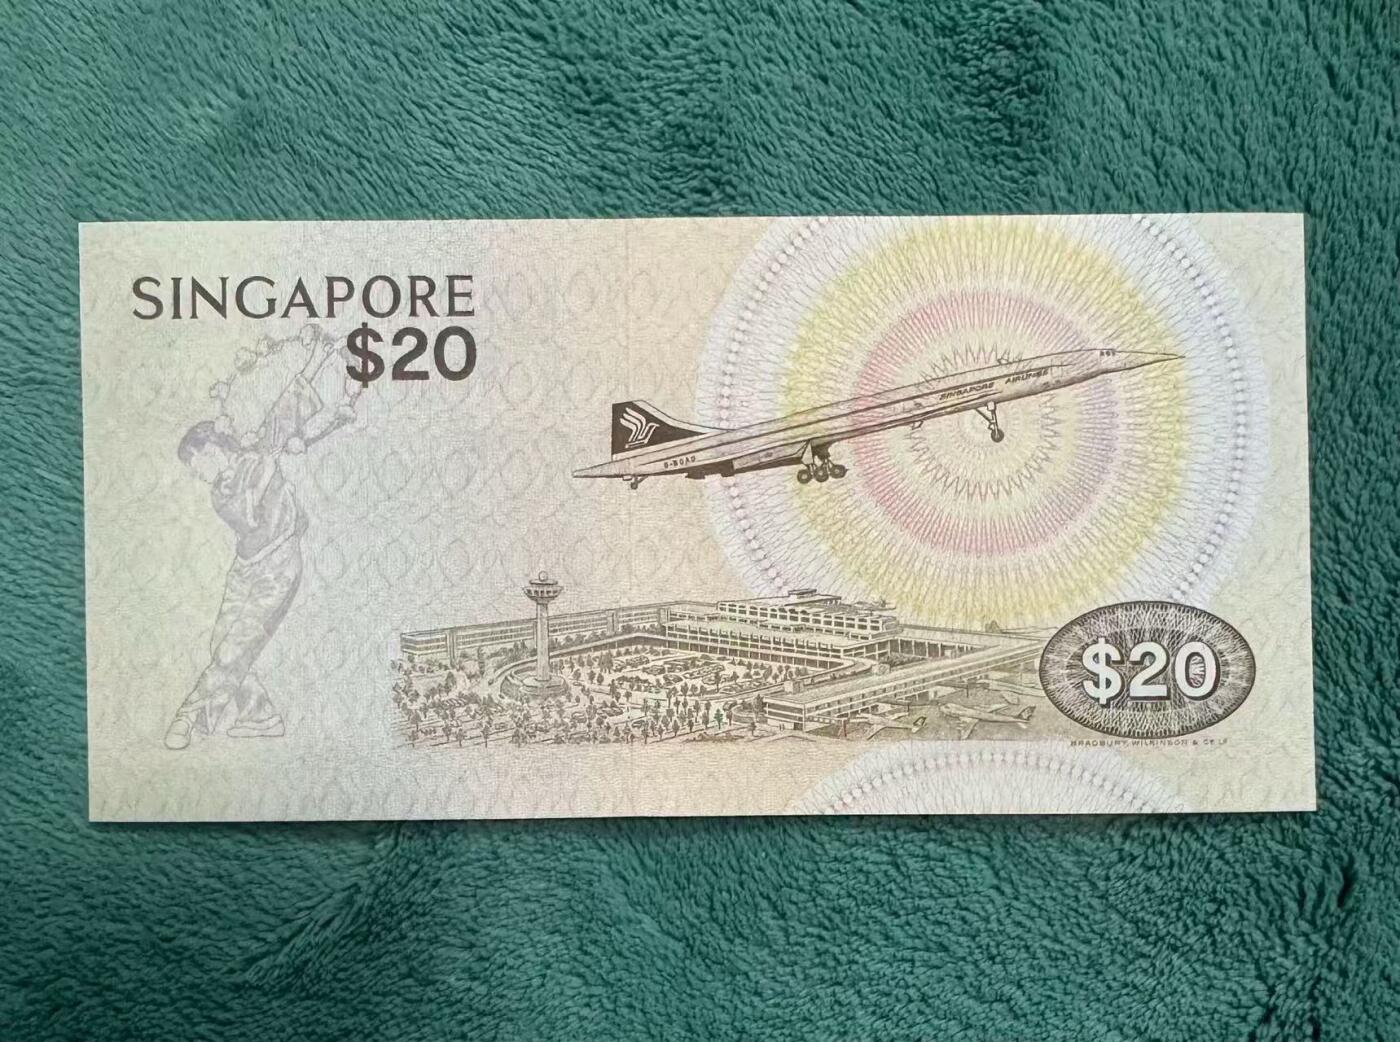 SINGAPORE
$20
SINGAPORE AIRLINES
G-BOAD
$20
BRADBURY, WILKINSON & Cº Lᵈ